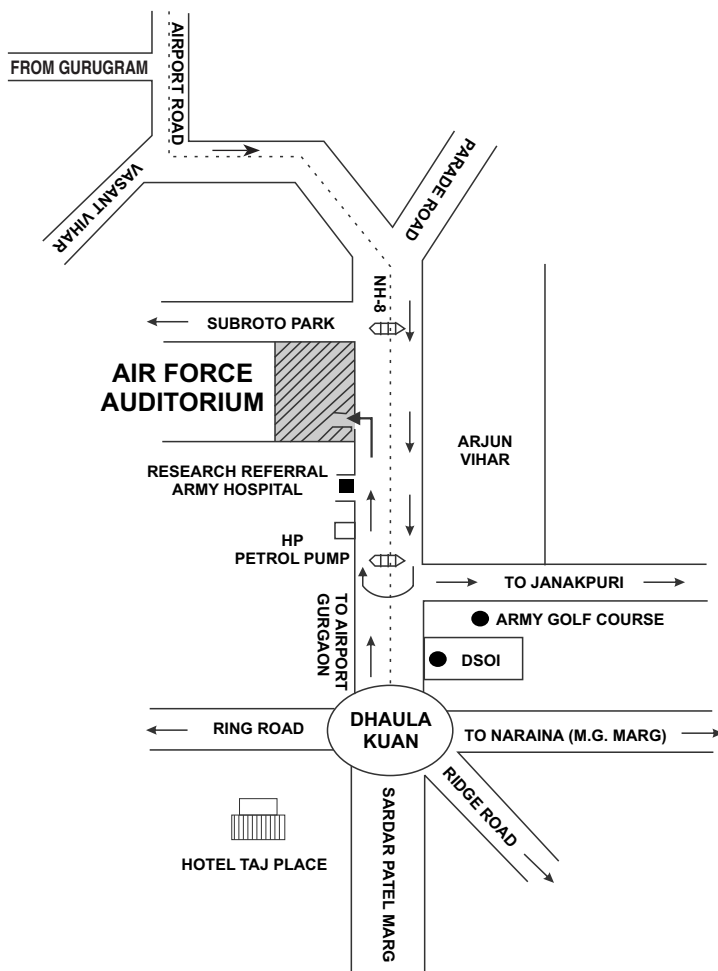 FROM GURUGRAM
AIRPORT ROAD
VASANT VIHAR
PARADE ROAD
NH-8
SUBROTO PARK
AIR FORCE
AUDITORIUM
ARJUN
VIHAR
RESEARCH REFERRAL
ARMY HOSPITAL
HP
PETROL PUMP
TO JANAKPURI
TO AIRPORT
GURGAON
ARMY GOLF COURSE
DSOI
RING ROAD
DHAULA
KUAN
TO NARAINA (M.G. MARG)
RIDGE ROAD
SARDAR PATEL MARG
HOTEL TAJ PLACE